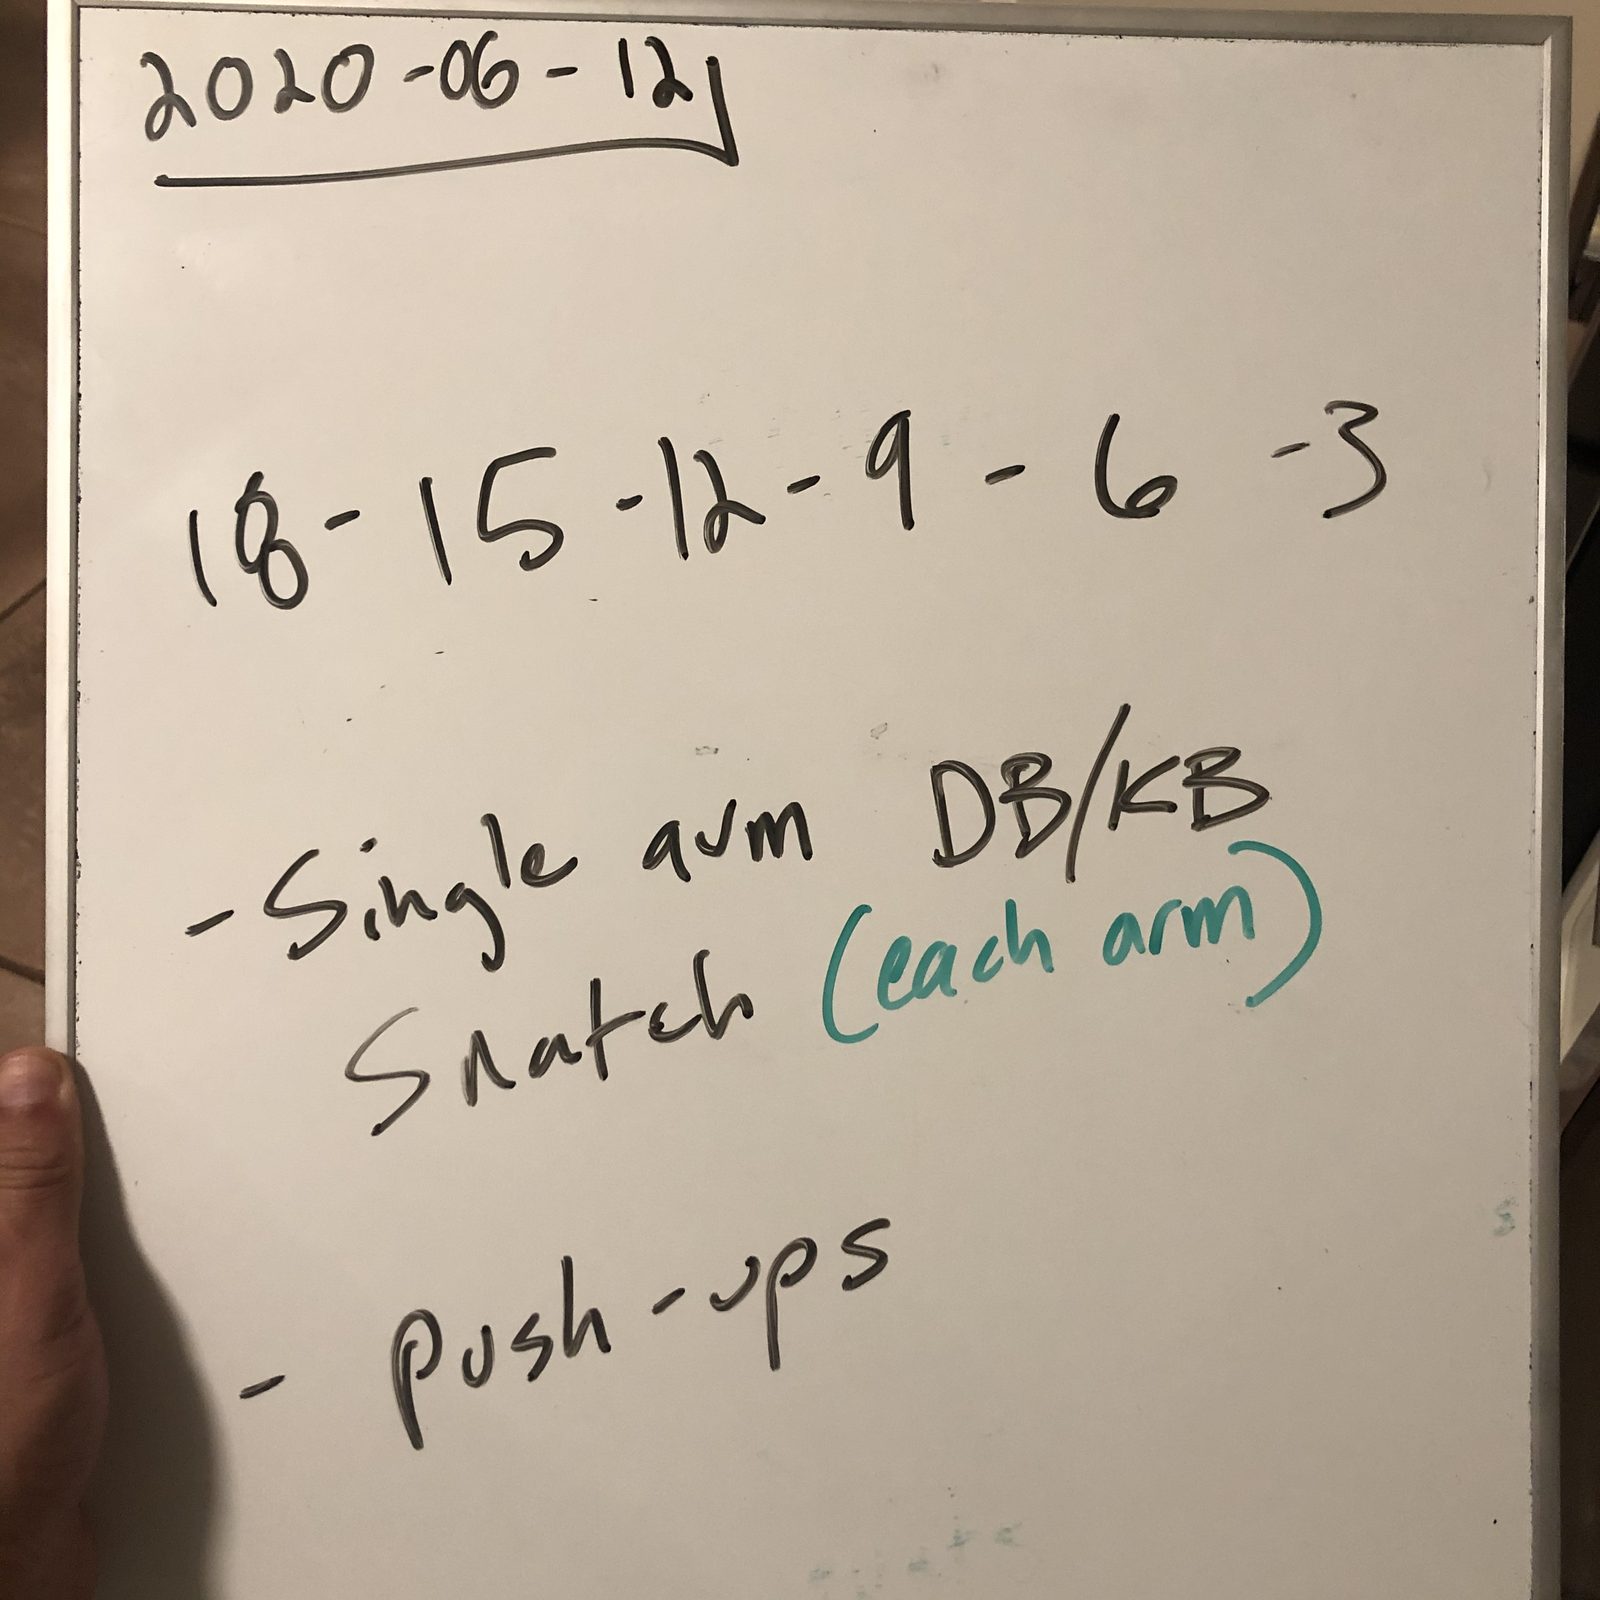 2020-06-12
18-15-12-9-6-3
-Single arm DB/KB
Snatch (each arm)
- push-ups